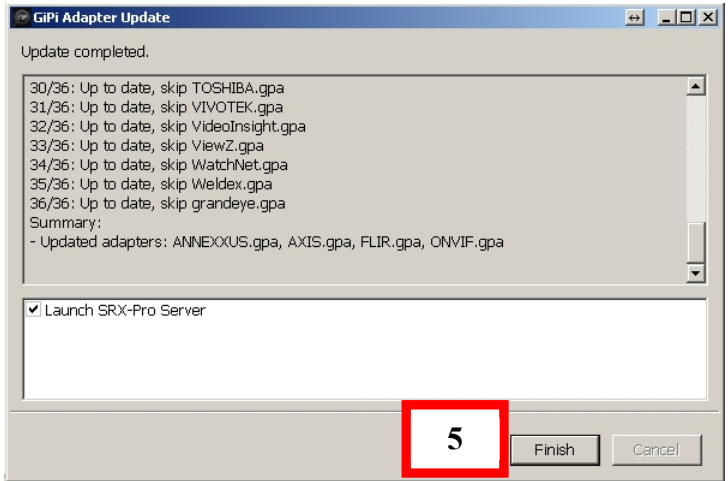 GiPi Adapter Update
Update completed.
30/36: Up to date, skip TOSHIBA.gpa
31/36: Up to date, skip VIVOTEK.gpa
32/36: Up to date, skip VideoInsight.gpa
33/36: Up to date, skip ViewZ.gpa
34/36: Up to date, skip WatchNet.gpa
35/36: Up to date, skip Weldex.gpa
36/36: Up to date, skip grandeye.gpa
Summary:
- Updated adapters: ANNEXXUS.gpa, AXIS.gpa, FLIR.gpa, ONVIF.gpa
Launch SRX-Pro Server
5
Finish
Cancel